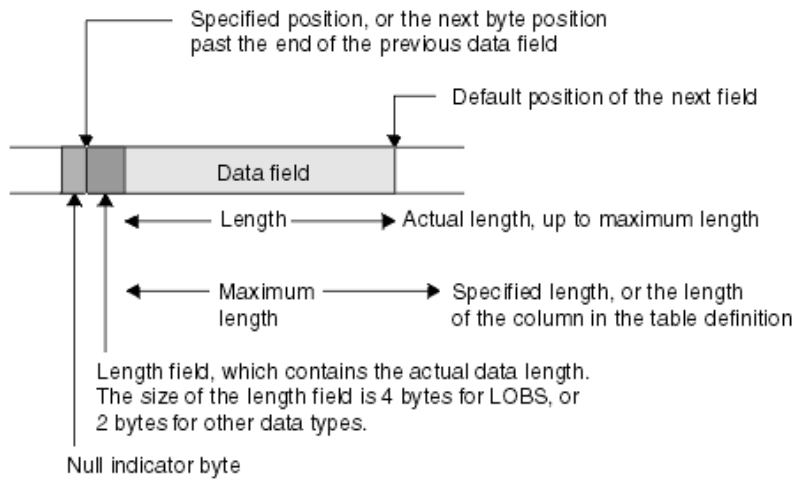 Specified position, or the next byte position
past the end of the previous data field
Default position of the next field
Data field
Length
Actual length, up to maximum length
Maximum
length
Specified length, or the length
of the column in the table definition
Length field, which contains the actual data length.
The size of the length field is 4 bytes for LOBS, or
2 bytes for other data types.
Null indicator byte